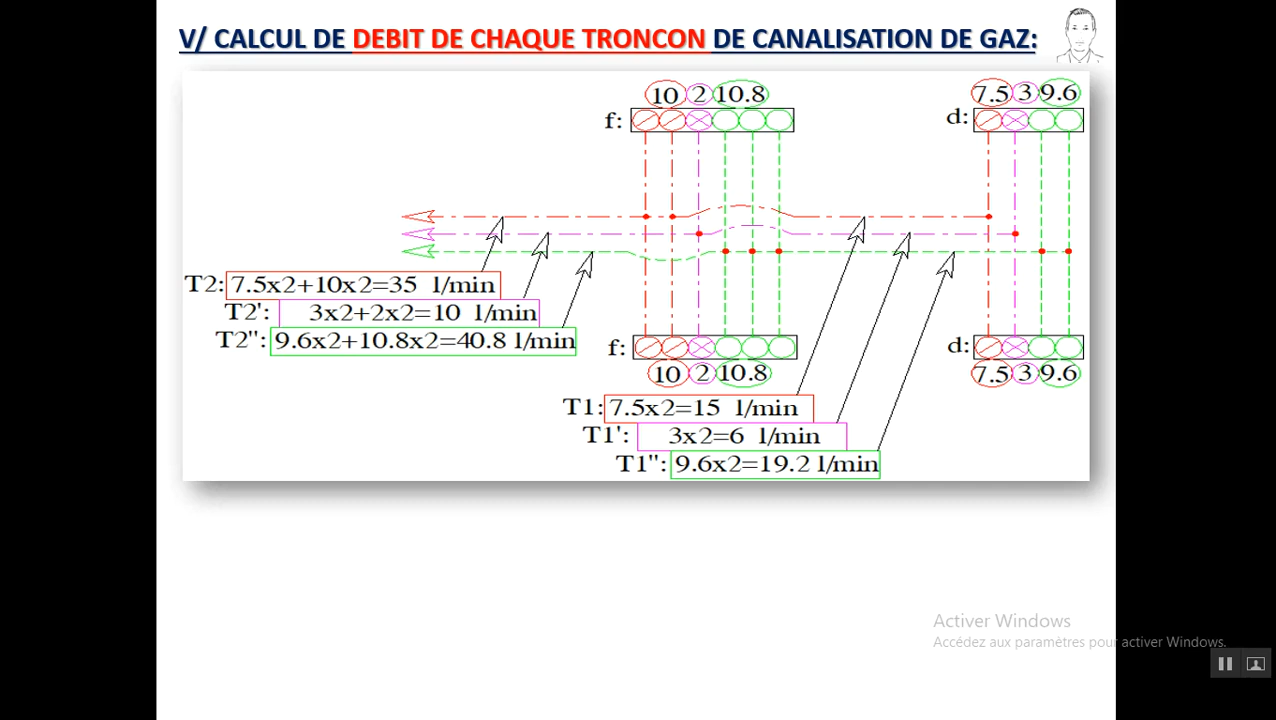 V/ CALCUL DE DEBIT DE CHAQUE TRONCON DE CANALISATION DE GAZ:
10 2 10.8 7.5 3 9.6
f: d:
T2: 7.5x2+10x2=35 l/min
T2': 3x2+2x2=10 l/min
T2": 9.6x2+10.8x2=40.8 l/min
f: d:
10 2 10.8 7.5 3 9.6
T1: 7.5x2=15 l/min
T1': 3x2=6 l/min
T1": 9.6x2=19.2 l/min
Activer Windows
Accédez aux paramètres pour activer Windows.